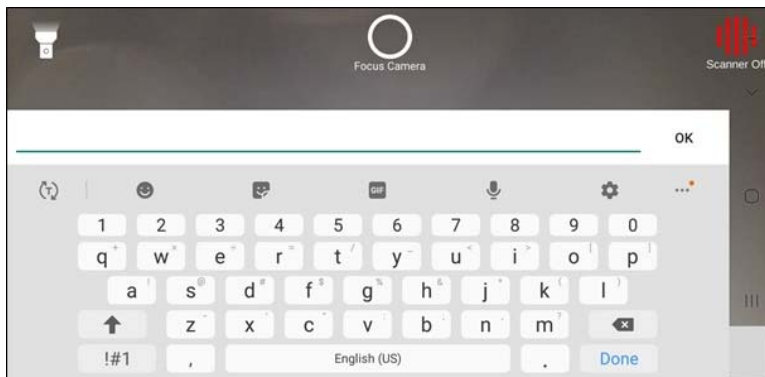 Focus Camera
Scanner Off
OK
GIF
1 2 3 4 5 6 7 8 9 0
q + w × e ÷ r = t / y _ u < i > o [ p ]
a ! s @ d # f $ g % h & j * k ( l )
z - x ' c " v : b ; n , m ?
!#1 , English (US) . Done